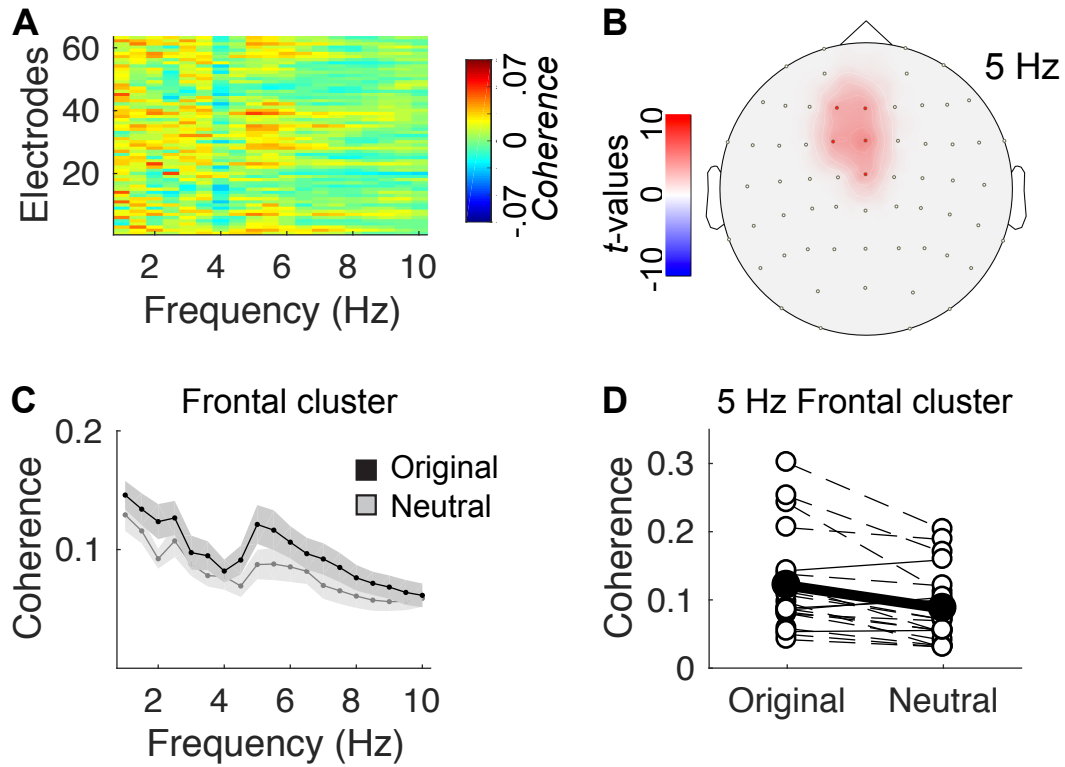 A
60
40
20
Electrodes
2 4 6 8 10
Frequency (Hz)
.07
0
-.07
Coherence
B
5 Hz
10
0
-10
t-values
C
Frontal cluster
0.2
0.1
Coherence
Original
Neutral
2 4 6 8 10
Frequency (Hz)
D
5 Hz Frontal cluster
0.3
0.2
0.1
0
Coherence
Original Neutral